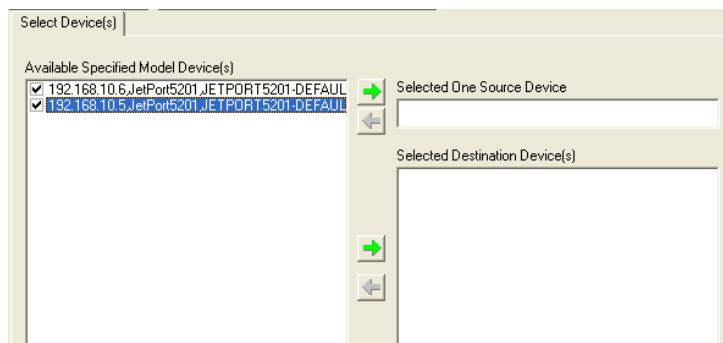 Select Device(s)
Available Specified Model Device(s)
192.168.10.6,JetPort5201,JETPORT5201-DEFAUL
192.168.10.5,JetPort5201,JETPORT5201-DEFAUL
Selected One Source Device
Selected Destination Device(s)